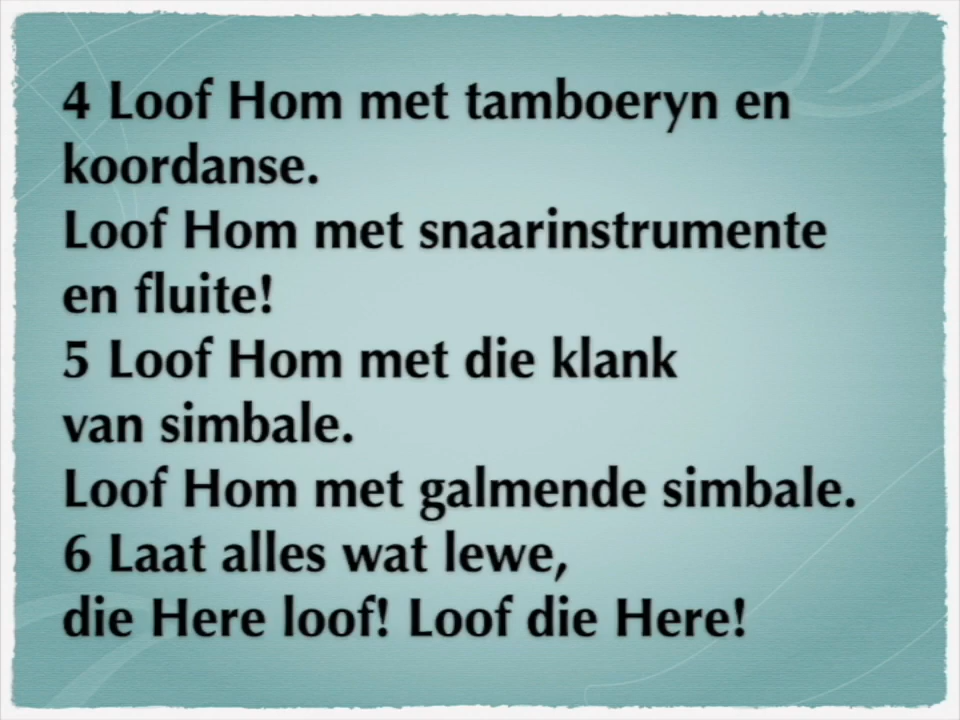 4 Loof Hom met tamboeryn en
koordanse.
Loof Hom met snaarinstrumente
en fluite!
5 Loof Hom met die klank
van simbale.
Loof Hom met galmende simbale.
6 Laat alles wat lewe,
die Here loof! Loof die Here!